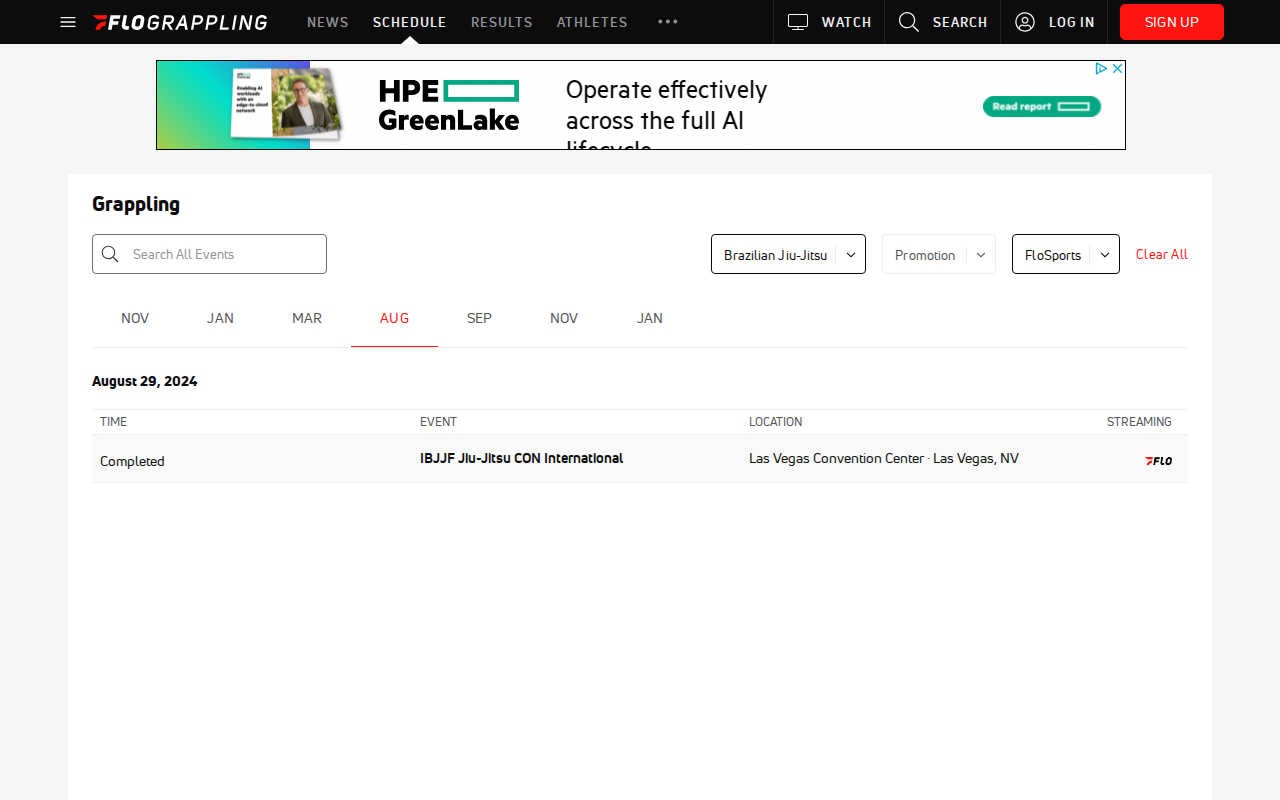 FLOGRAPPLING NEWS SCHEDULE RESULTS ATHLETES WATCH SEARCH LOG IN SIGN UP
Enabling AI workloads with an edge-to-cloud network
HPE
GreenLake
Operate effectively
across the full AI
lifecycle
Read report
Grappling
Search All Events Brazilian Jiu-Jitsu Promotion FloSports Clear All
NOV JAN MAR AUG SEP NOV JAN
August 29, 2024
TIME EVENT LOCATION STREAMING
Completed IBJJF Jiu-Jitsu CON International Las Vegas Convention Center · Las Vegas, NV FLO